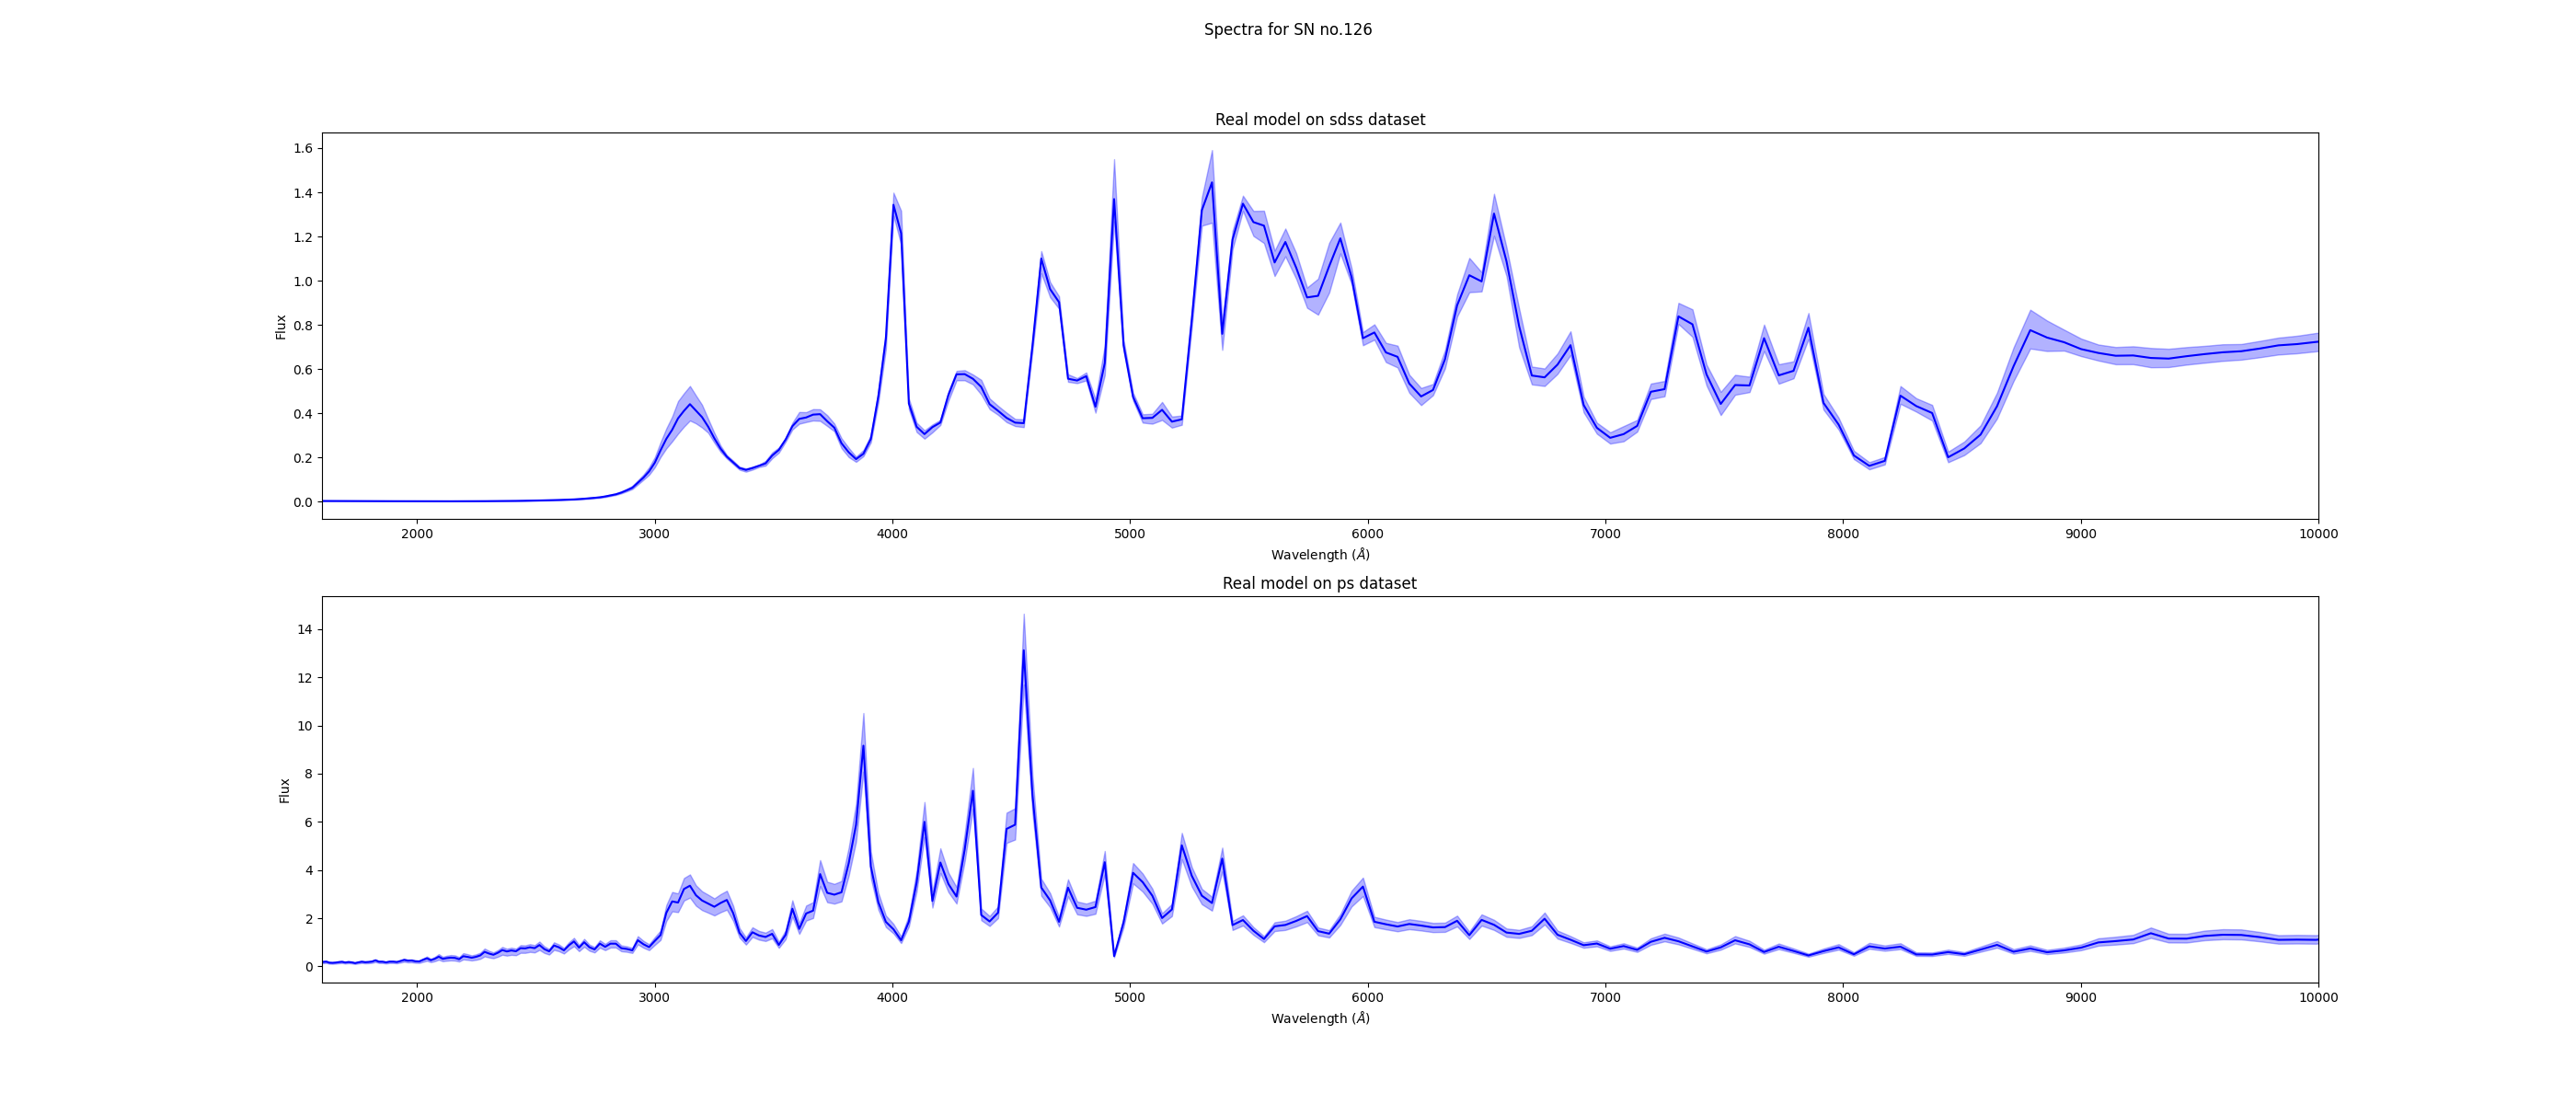 Spectra for SN no.126
Real model on sdss dataset
1.6
1.4
1.2
1.0
0.8
0.6
0.4
0.2
0.0
Flux
2000 3000 4000 5000 6000 7000 8000 9000 10000
Wavelength (Å)
Real model on ps dataset
14
12
10
8
6
4
2
0
Flux
2000 3000 4000 5000 6000 7000 8000 9000 10000
Wavelength (Å)